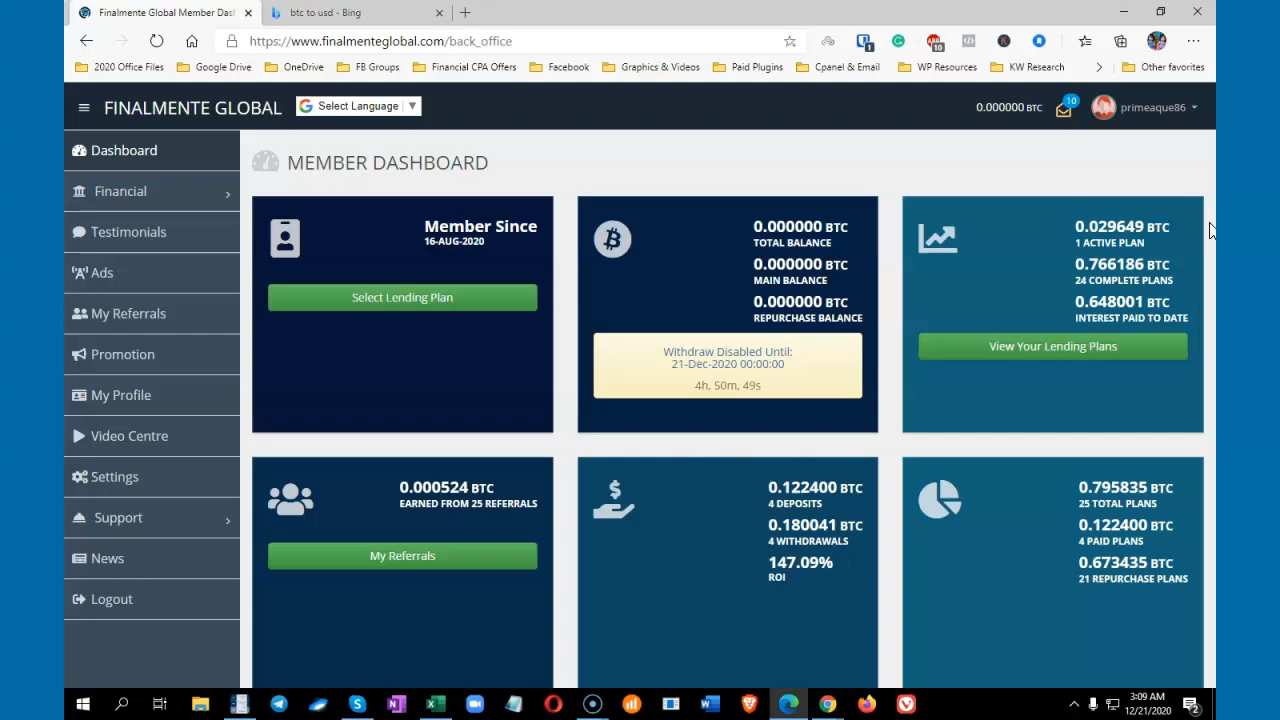 Finalmente Global Member Dash
btc to usd - Bing
https://www.finalmenteglobal.com/back_office
1
10
2020 Office Files
Google Drive
OneDrive
FB Groups
Financial CPA Offers
Facebook
Graphics & Videos
Paid Plugins
Cpanel & Email
WP Resources
KW Research
Other favorites
FINALMENTE GLOBAL
Select Language
0.000000 BTC
10
primeaque86
Dashboard
Financial
Testimonials
Ads
My Referrals
Promotion
My Profile
Video Centre
Settings
Support
News
Logout
MEMBER DASHBOARD
Member Since
16-AUG-2020
Select Lending Plan
0.000000 BTC
TOTAL BALANCE
0.000000 BTC
MAIN BALANCE
0.000000 BTC
REPURCHASE BALANCE
Withdraw Disabled Until:
21-Dec-2020 00:00:00
4h, 50m, 49s
0.029649 BTC
1 ACTIVE PLAN
0.766186 BTC
24 COMPLETE PLANS
0.648001 BTC
INTEREST PAID TO DATE
View Your Lending Plans
0.000524 BTC
EARNED FROM 25 REFERRALS
My Referrals
0.122400 BTC
4 DEPOSITS
0.180041 BTC
4 WITHDRAWALS
147.09%
ROI
0.795835 BTC
25 TOTAL PLANS
0.122400 BTC
4 PAID PLANS
0.673435 BTC
21 REPURCHASE PLANS
3:09 AM
12/21/2020
2